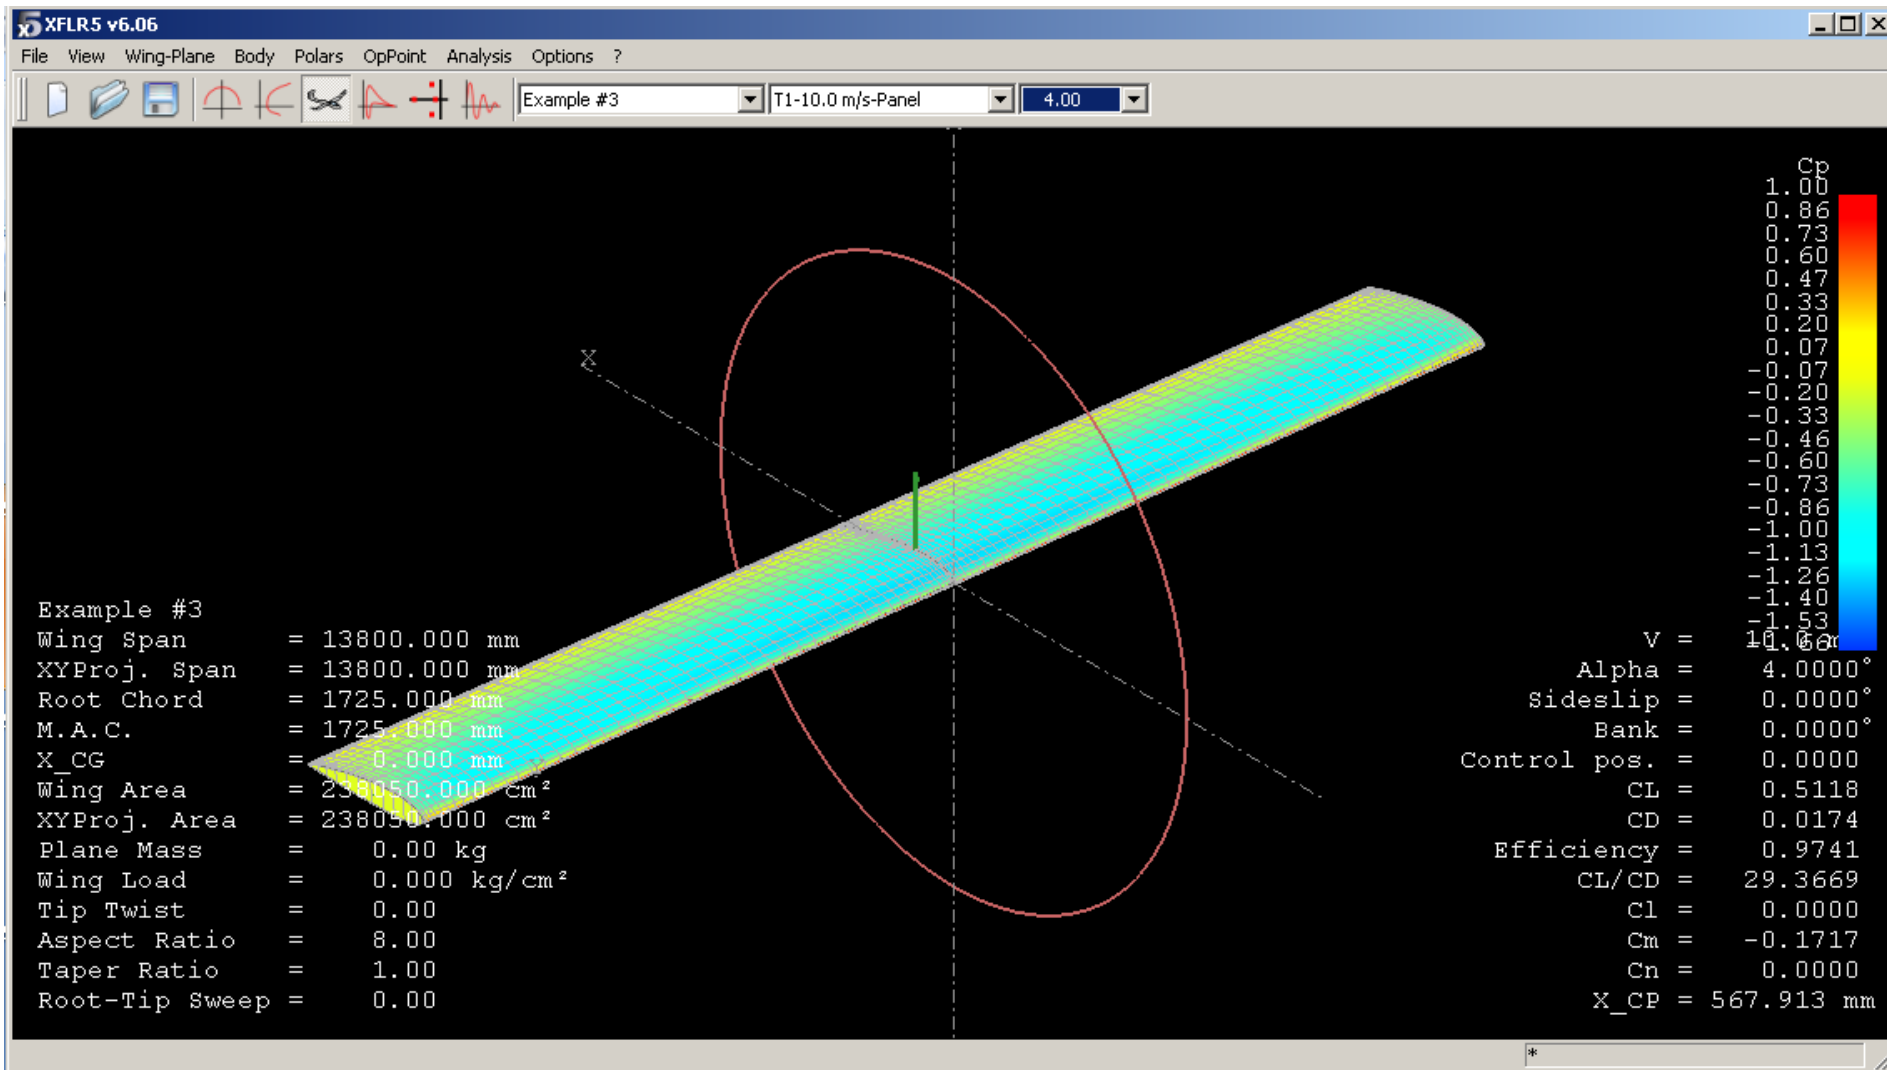 XFLR5 v6.06
File View Wing-Plane Body Polars OpPoint Analysis Options ?
Example #3 T1-10.0 m/s-Panel 4.00
Cp
1.00
0.86
0.73
0.60
0.47
0.33
0.20
0.07
-0.07
-0.20
-0.33
-0.46
-0.60
-0.73
-0.86
-1.00
-1.13
-1.26
-1.40
-1.53
-1.66
X
Y
Example #3
Wing Span = 13800.000 mm
XYProj. Span = 13800.000 mm
Root Chord = 1725.000 mm
M.A.C. = 1725.000 mm
X_CG = 0.000 mm
Wing Area = 238050.000 cm²
XYProj. Area = 238050.000 cm²
Plane Mass = 0.00 kg
Wing Load = 0.000 kg/cm²
Tip Twist = 0.00
Aspect Ratio = 8.00
Taper Ratio = 1.00
Root-Tip Sweep = 0.00
V = 10.0 m
Alpha = 4.0000°
Sideslip = 0.0000°
Bank = 0.0000°
Control pos. = 0.0000
CL = 0.5118
CD = 0.0174
Efficiency = 0.9741
CL/CD = 29.3669
Cl = 0.0000
Cm = -0.1717
Cn = 0.0000
X_CP = 567.913 mm
*